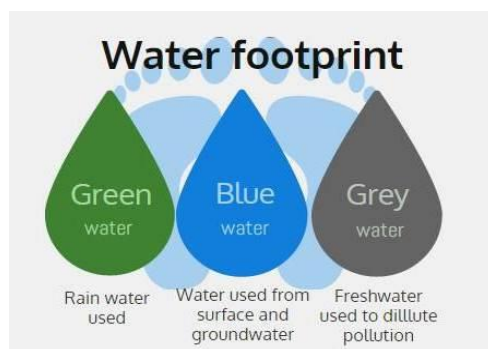 Water footprint
Green
water
Blue
water
Grey
water
Rain water
used
Water used from
surface and
groundwater
Freshwater
used to dilllute
pollution